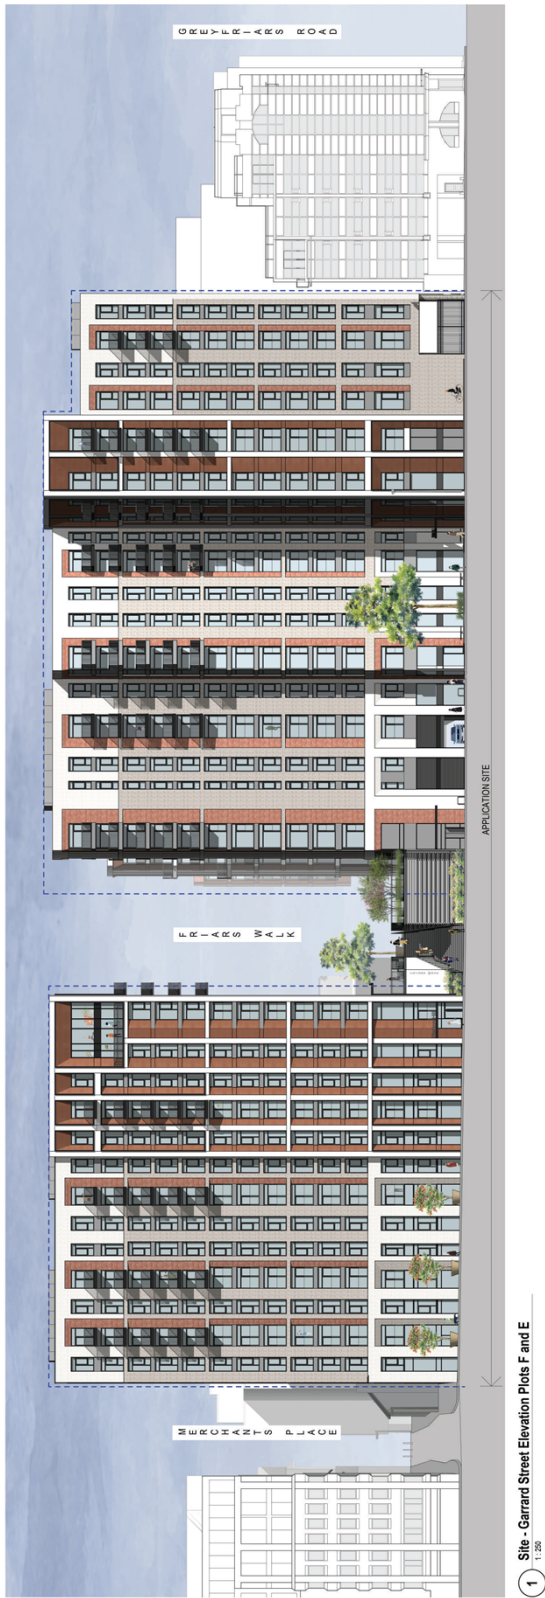 MERCHANTS PLACE
FRIARS WALK
GREYFRIARS ROAD
APPLICATION SITE
1 Site - Garrard Street Elevation Plots F and E
1 : 250